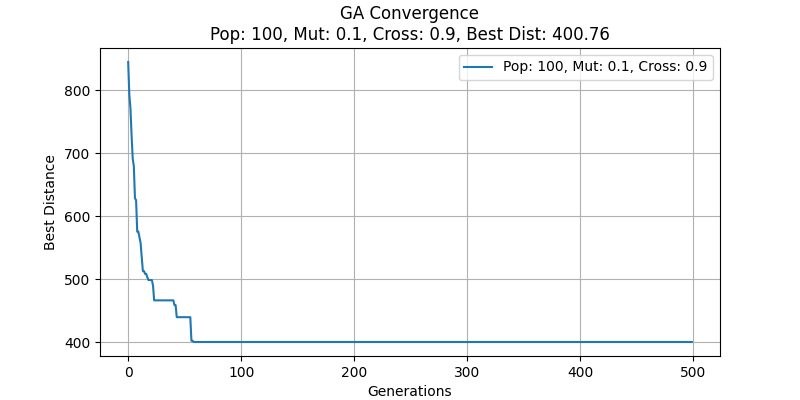 GA Convergence
Pop: 100, Mut: 0.1, Cross: 0.9, Best Dist: 400.76
Pop: 100, Mut: 0.1, Cross: 0.9
Best Distance
800
700
600
500
400
0 100 200 300 400 500
Generations